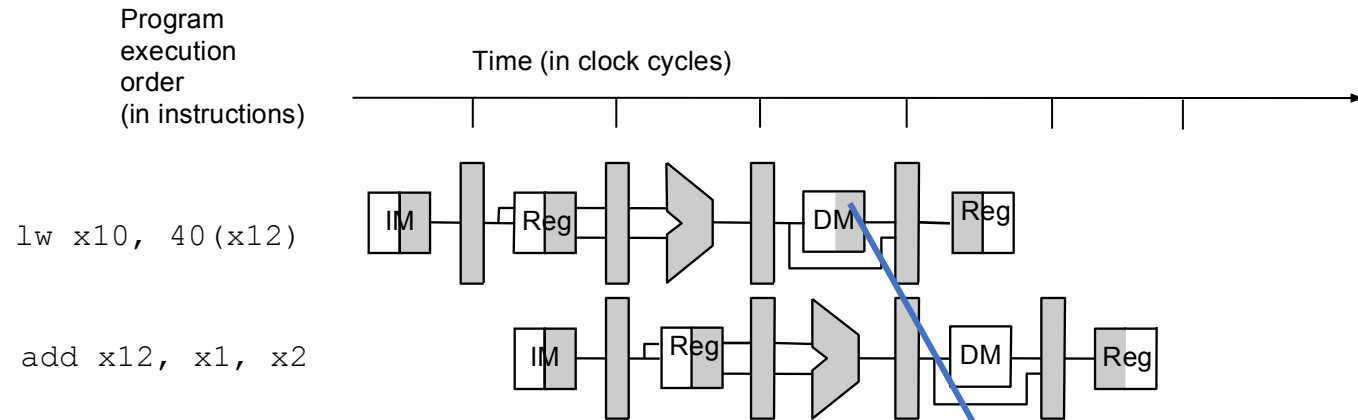 Program
execution
order
(in instructions)
Time (in clock cycles)
lw x10, 40(x12)
IM
Reg
DM
Reg
add x12, x1, x2
IM
Reg
DM
Reg